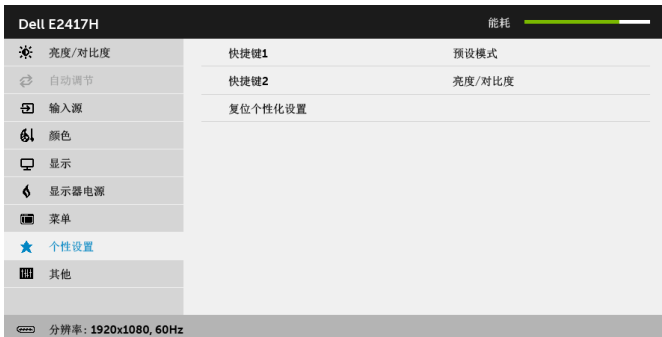 Dell E2417H 能耗
亮度/对比度 快捷键1 预设模式
自动调节 快捷键2 亮度/对比度
输入源 复位个性化设置
颜色
显示
显示器电源
菜单
个性设置
其他
分辨率: 1920x1080, 60Hz